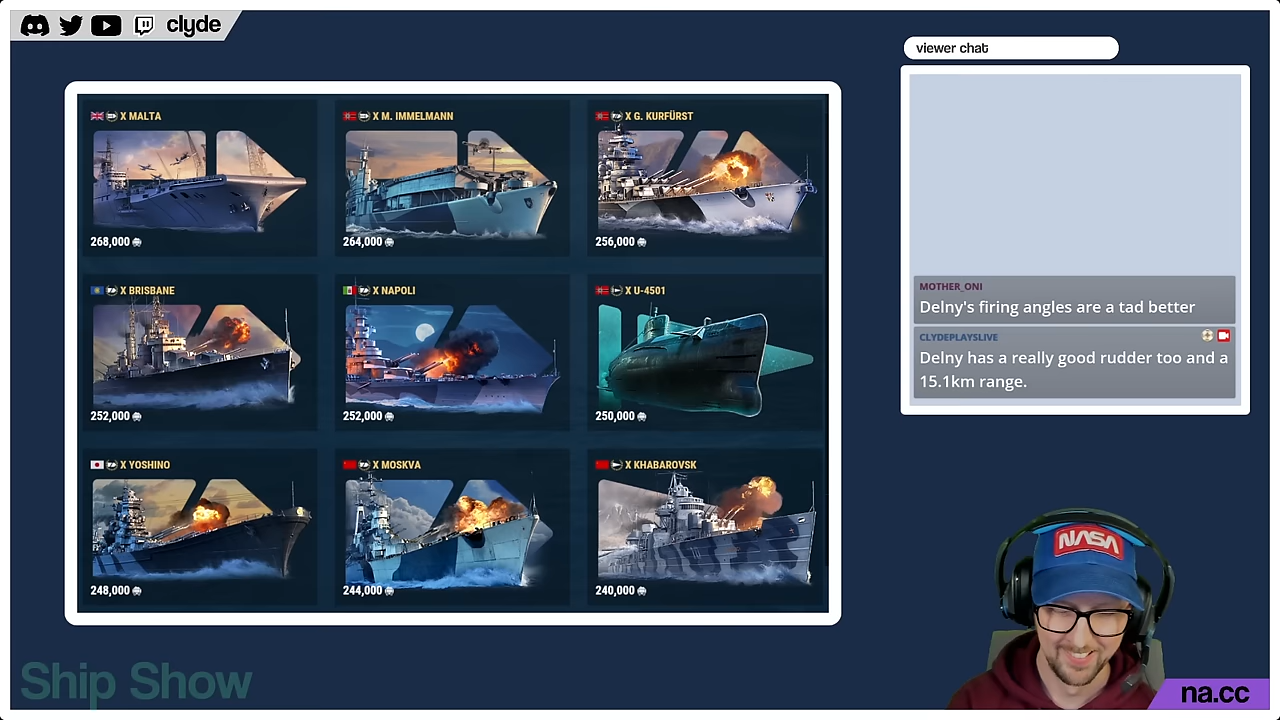 clyde
viewer chat
X MALTA
268,000
X M. IMMELMANN
264,000
X G. KURFÜRST
256,000
X BRISBANE
252,000
X NAPOLI
252,000
X U-4501
250,000
X YOSHINO
248,000
X MOSKVA
244,000
X KHABAROVSK
240,000
MOTHER_ONI
Delny's firing angles are a tad better
CLYDEPLAYSLIVE
Delny has a really good rudder too and a
15.1km range.
NASA
Ship Show
na.cc